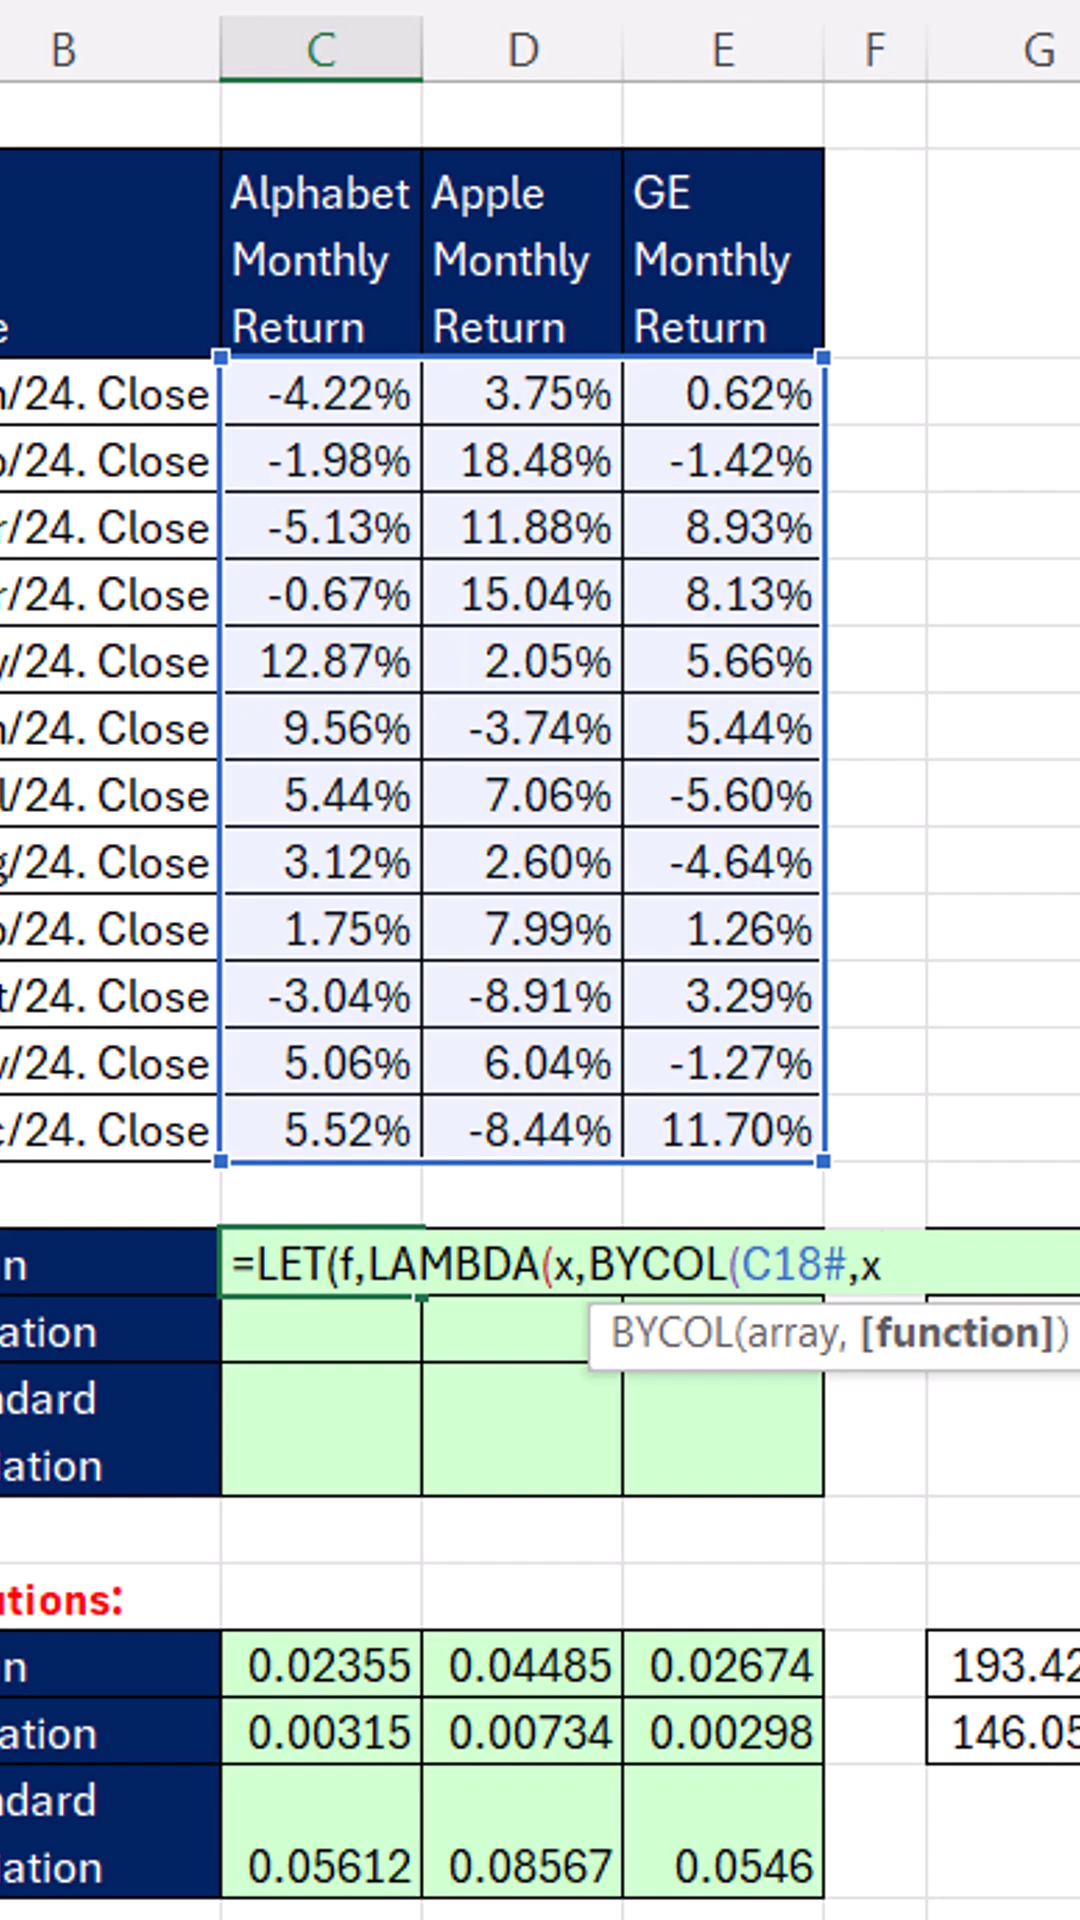 B C D E F G
Alphabet Monthly Return Apple Monthly Return GE Monthly Return
e
n/24. Close -4.22% 3.75% 0.62%
b/24. Close -1.98% 18.48% -1.42%
r/24. Close -5.13% 11.88% 8.93%
r/24. Close -0.67% 15.04% 8.13%
y/24. Close 12.87% 2.05% 5.66%
n/24. Close 9.56% -3.74% 5.44%
l/24. Close 5.44% 7.06% -5.60%
g/24. Close 3.12% 2.60% -4.64%
p/24. Close 1.75% 7.99% 1.26%
t/24. Close -3.04% -8.91% 3.29%
v/24. Close 5.06% 6.04% -1.27%
c/24. Close 5.52% -8.44% 11.70%
n =LET(f,LAMBDA(x,BYCOL(C18#,x
ation BYCOL(array, [function])
ndard
iation
utions:
n 0.02355 0.04485 0.02674 193.42
ation 0.00315 0.00734 0.00298 146.05
ndard
iation 0.05612 0.08567 0.0546